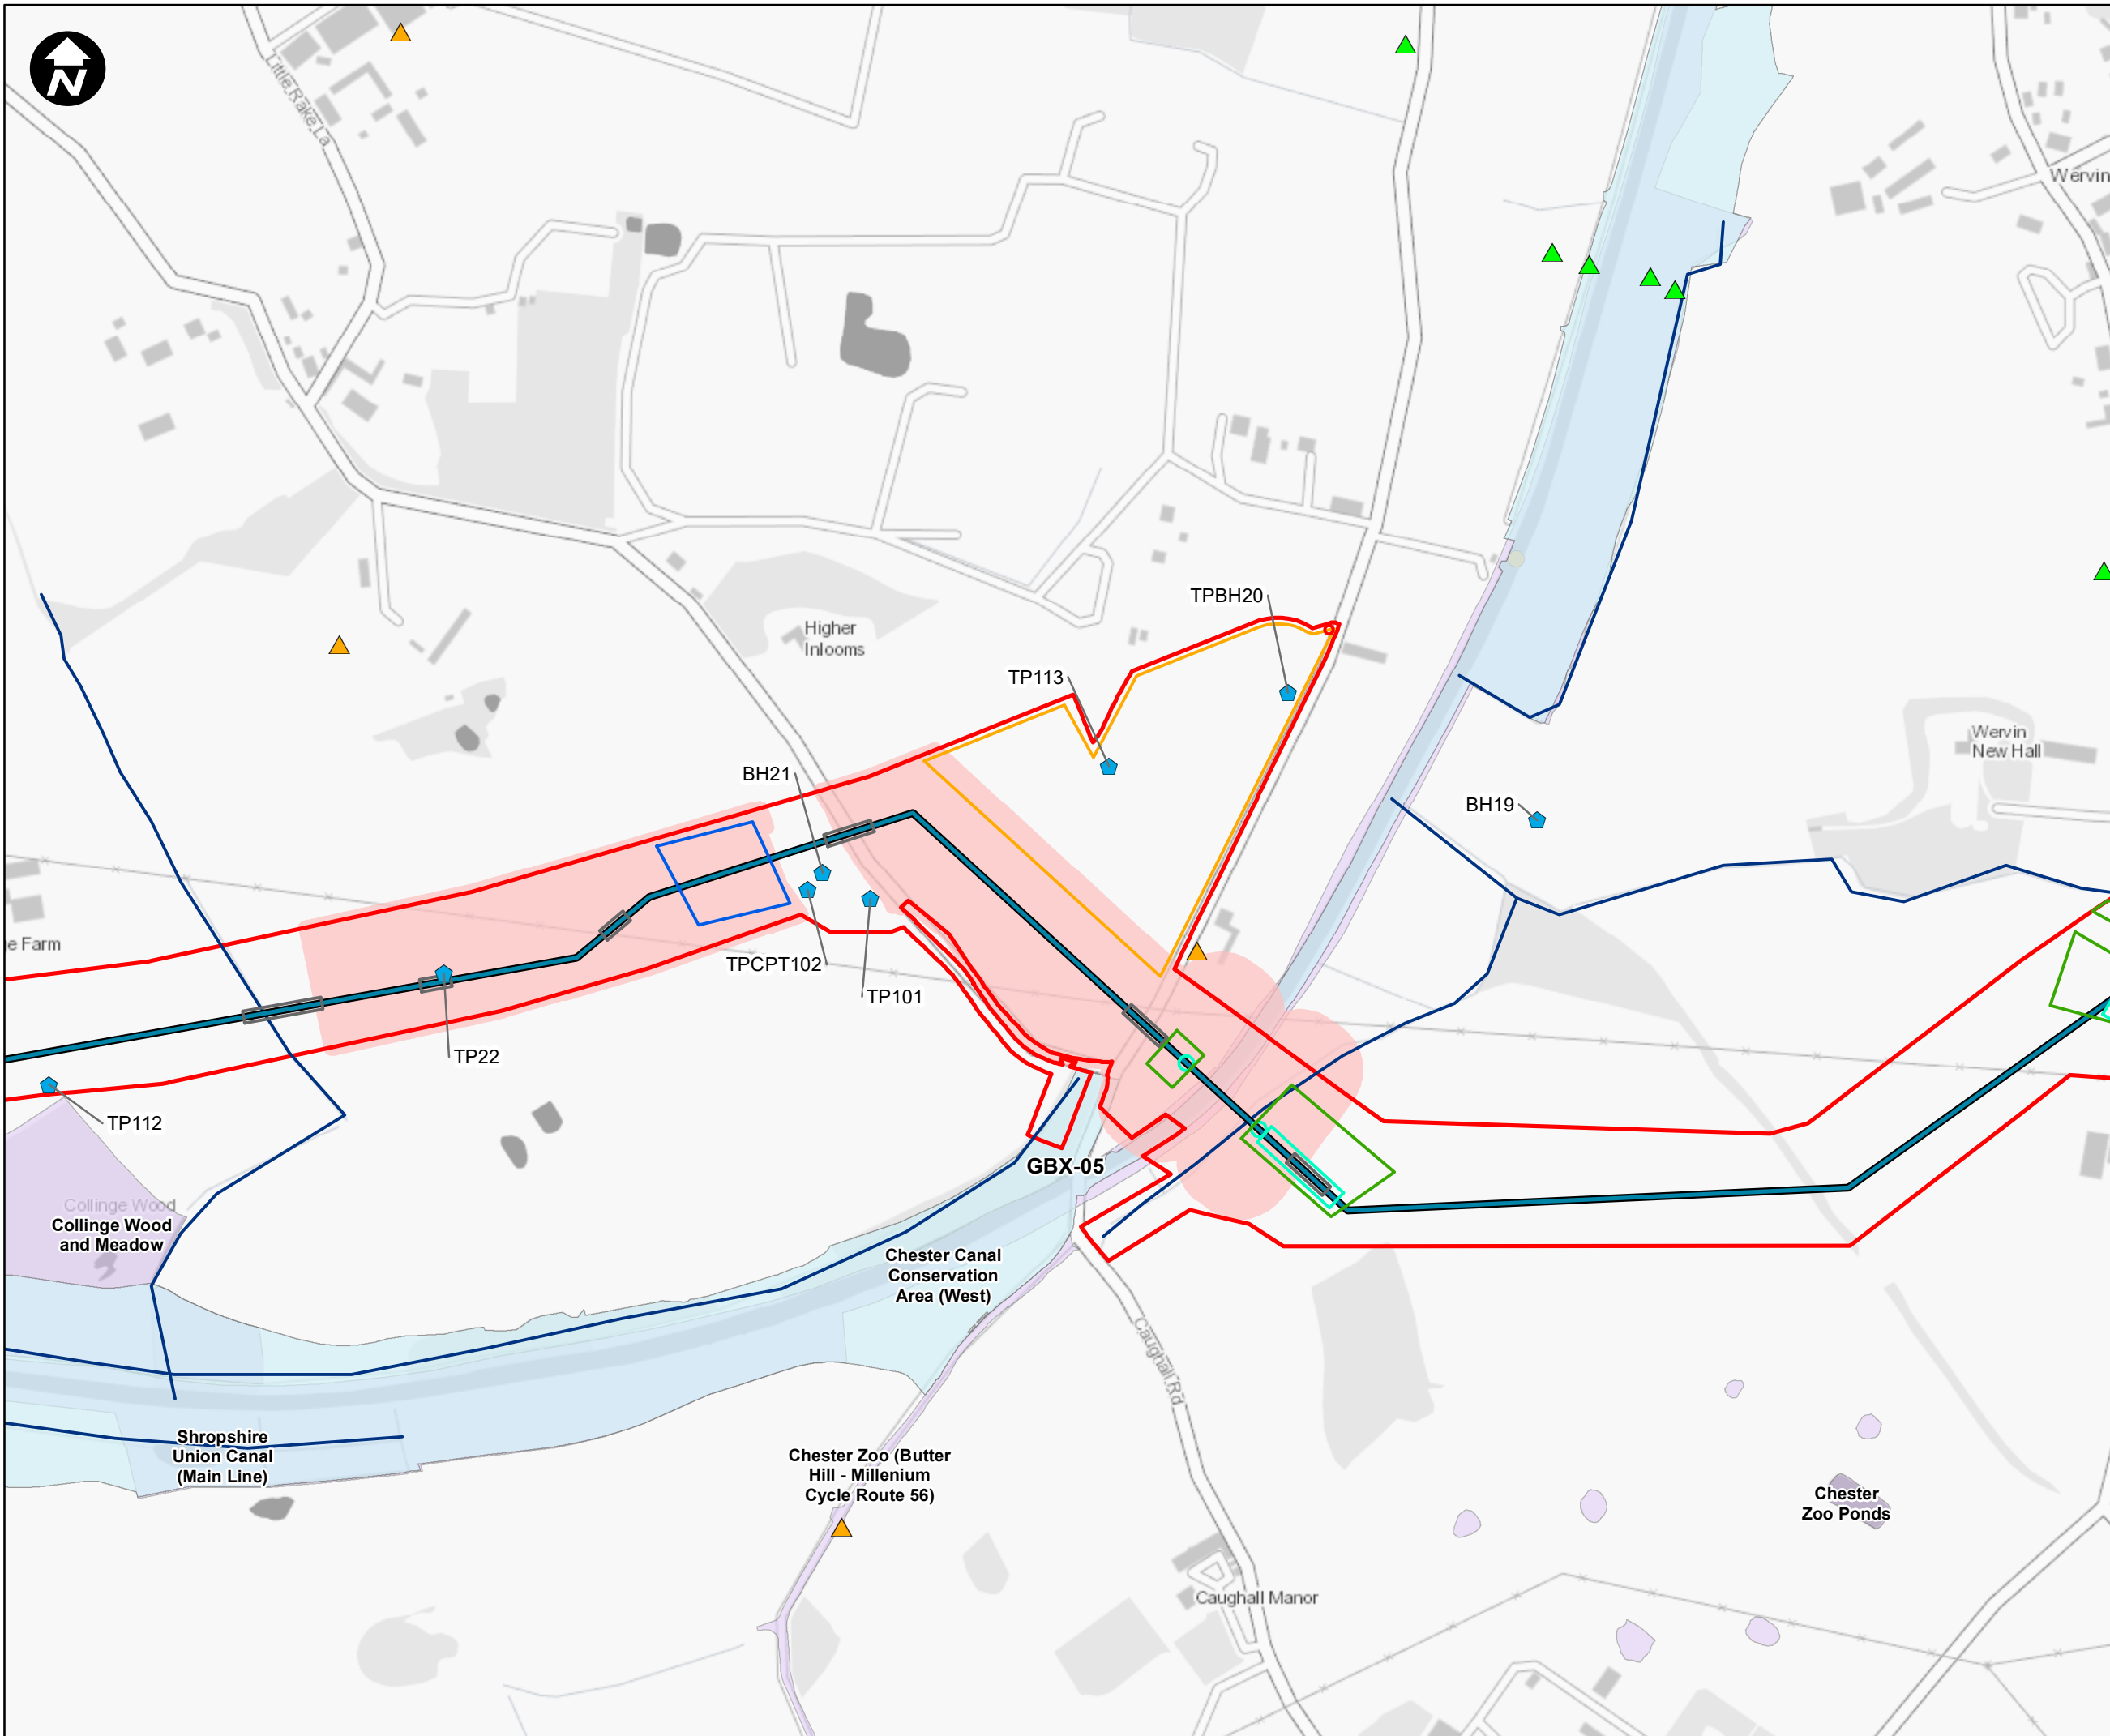 N
Little Rake La
Wervin
Higher
Inlooms
TPBH20
TP113
BH21
Wervin
New Hall
BH19
e Farm
TPCPT102
TP101
TP22
TP112
GBX-05
Collinge Wood
Collinge Wood
and Meadow
Chester Canal
Conservation
Area (West)
Caughall Rd
Shropshire
Union Canal
(Main Line)
Chester Zoo (Butter
Hill - Millenium
Cycle Route 56)
Chester
Zoo Ponds
Caughall Manor